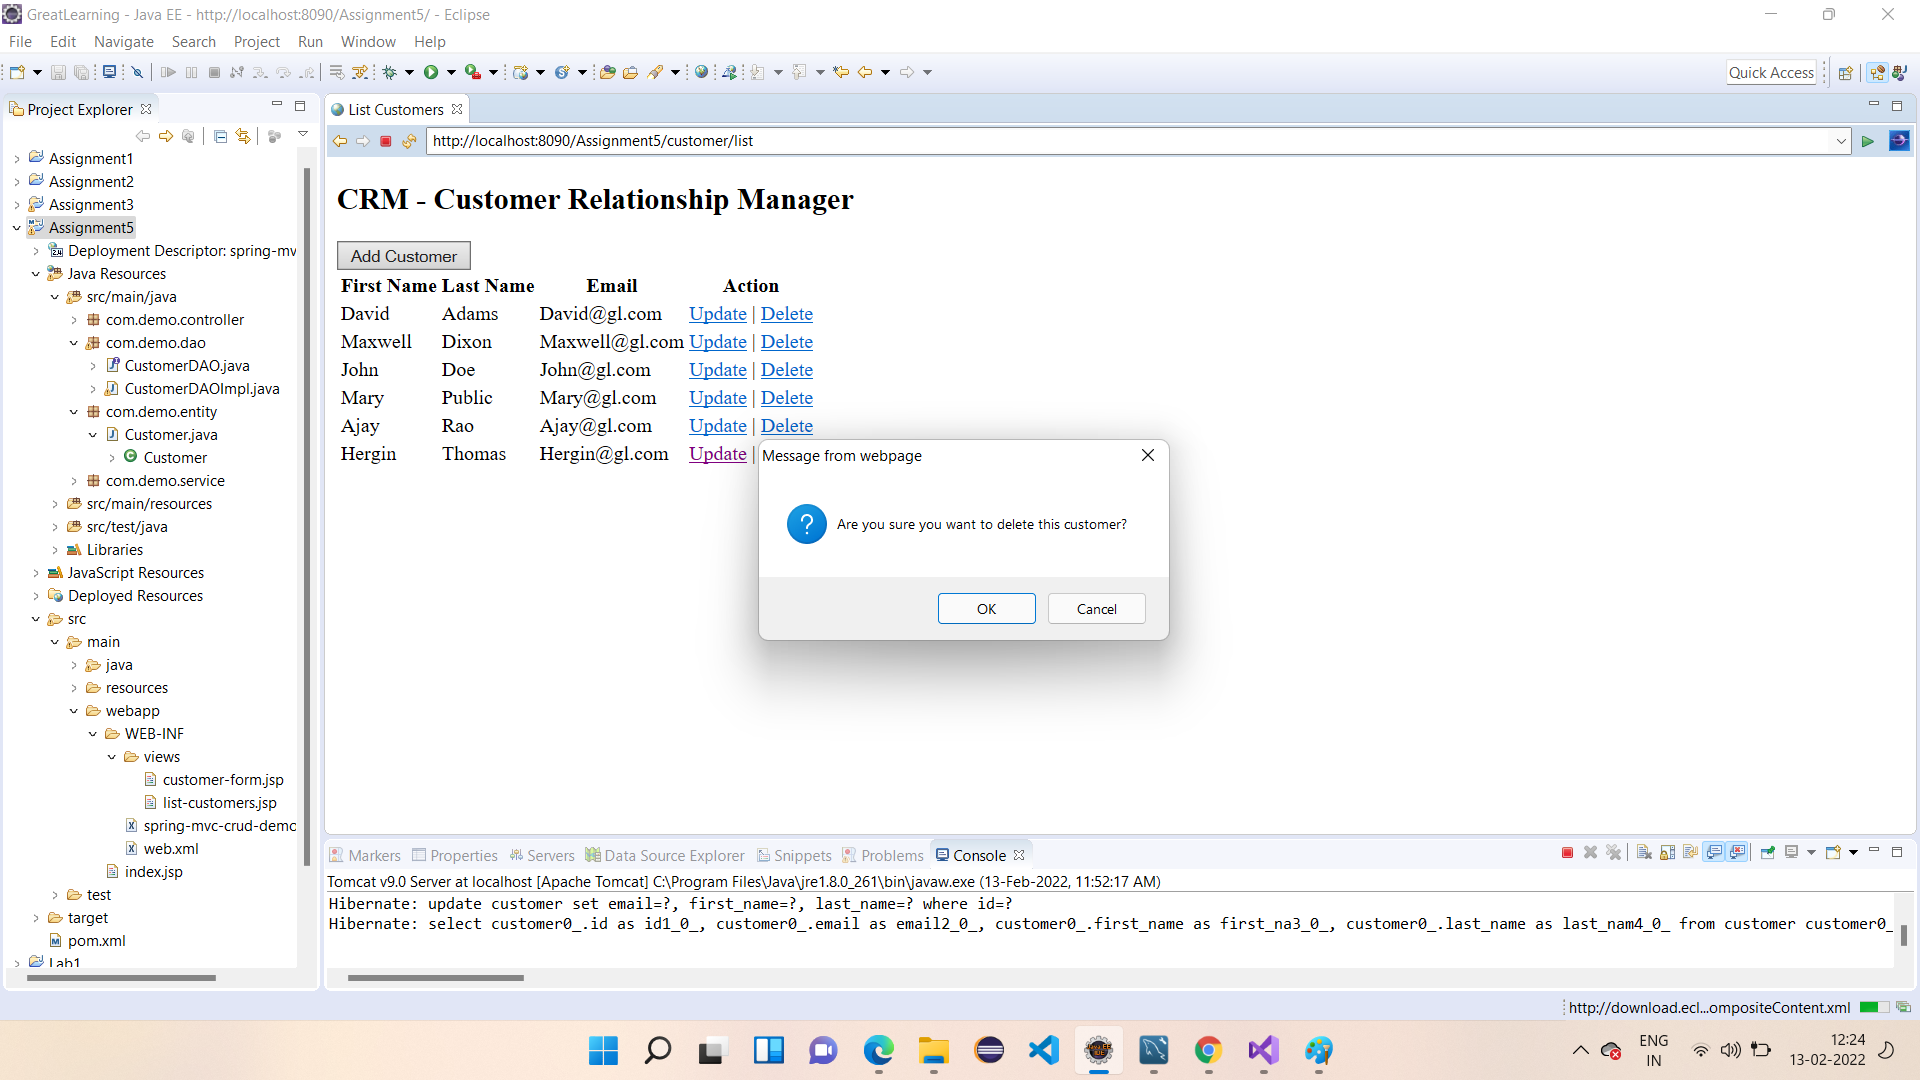 GreatLearning - Java EE - http://localhost:8090/Assignment5/ - Eclipse
File Edit Navigate Search Project Run Window Help
Quick Access
Project Explorer
Assignment1
Assignment2
Assignment3
Assignment5
Deployment Descriptor: spring-mv
Java Resources
src/main/java
com.demo.controller
com.demo.dao
CustomerDAO.java
CustomerDAOImpl.java
com.demo.entity
Customer.java
Customer
com.demo.service
src/main/resources
src/test/java
Libraries
JavaScript Resources
Deployed Resources
src
main
java
resources
webapp
WEB-INF
views
customer-form.jsp
list-customers.jsp
spring-mvc-crud-demo
web.xml
index.jsp
test
target
pom.xml
Lab1
List Customers
http://localhost:8090/Assignment5/customer/list
CRM - Customer Relationship Manager
Add Customer
First Name Last Name Email Action
David Adams David@gl.com Update | Delete
Maxwell Dixon Maxwell@gl.com Update | Delete
John Doe John@gl.com Update | Delete
Mary Public Mary@gl.com Update | Delete
Ajay Rao Ajay@gl.com Update | Delete
Hergin Thomas Hergin@gl.com Update |
Message from webpage
Are you sure you want to delete this customer?
OK Cancel
Markers Properties Servers Data Source Explorer Snippets Problems Console
Tomcat v9.0 Server at localhost [Apache Tomcat] C:\Program Files\Java\jre1.8.0_261\bin\javaw.exe (13-Feb-2022, 11:52:17 AM)
Hibernate: update customer set email=?, first_name=?, last_name=? where id=?
Hibernate: select customer0_.id as id1_0_, customer0_.email as email2_0_, customer0_.first_name as first_na3_0_, customer0_.last_name as last_nam4_0_ from customer customer0_
http://download.ecl...ompositeContent.xml
ENG
IN
12:24
13-02-2022